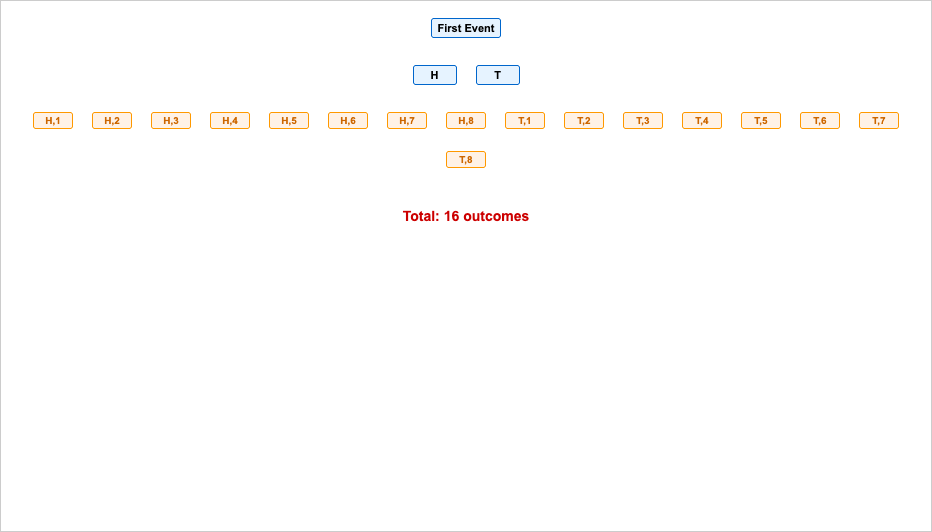 First Event
H T
H,1 H,2 H,3 H,4 H,5 H,6 H,7 H,8 T,1 T,2 T,3 T,4 T,5 T,6 T,7
T,8
Total: 16 outcomes